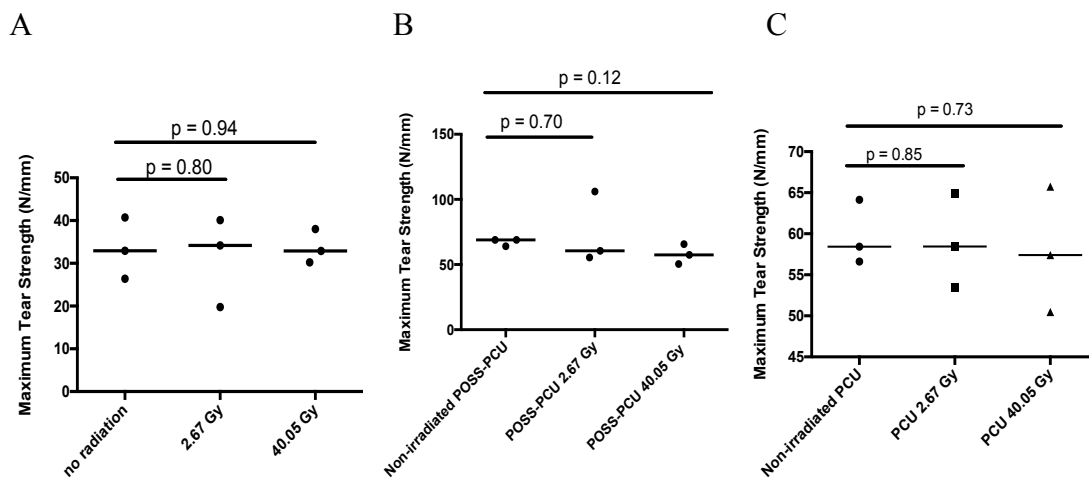 A
p = 0.94
p = 0.80
Maximum Tear Strength (N/mm)
50
40
30
20
10
0
no radiation
2.67 Gy
40.05 Gy
B
p = 0.12
p = 0.70
Maximum Tear Strength (N/mm)
150
100
50
0
Non-irradiated POSS-PCU
POSS-PCU 2.67 Gy
POSS-PCU 40.05 Gy
C
p = 0.73
p = 0.85
Maximum Tear Strength (N/mm)
70
65
60
55
50
45
Non-irradiated PCU
PCU 2.67 Gy
PCU 40.05 Gy